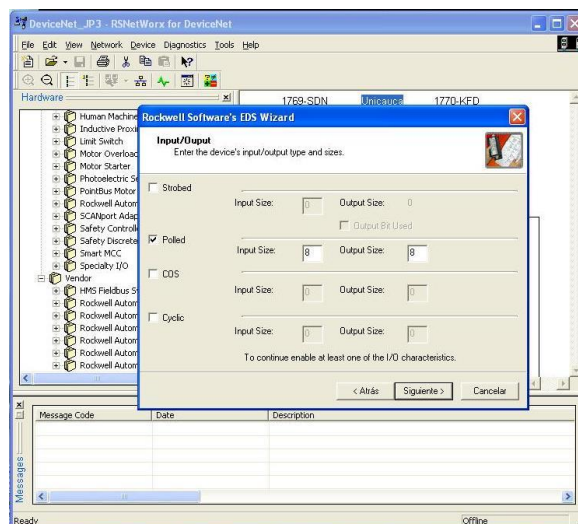 DeviceNet_JP3 - RSNetWorx for DeviceNet
File Edit View Network Device Diagnostics Tools Help
Hardware
1769-SDN Unicauca 1770-KFD
Human Machine
Inductive Proxi
Limit Switch
Motor Overload
Motor Starter
Photoelectric Se
PointBus Motor
Rockwell Autom
SCANport Adap
Safety Controll
Safety Discrete
Smart MCC
Specialty I/O
Vendor
HMS Fieldbus S
Rockwell Autom
Rockwell Autom
Rockwell Autom
Rockwell Autom
Rockwell Autom
Rockwell Autom
Rockwell Software's EDS Wizard
Input/Ouput
Enter the device's input/output type and sizes.
Strobed
Input Size: 0 Output Size: 0
Output Bit Used
Polled
Input Size: 8 Output Size: 8
COS
Input Size: 0 Output Size: 0
Cyclic
Input Size: 0 Output Size: 0
To continue enable at least one of the I/O characteristics.
< Atrás Siguiente > Cancelar
Message Code Date Description
Messages
Ready Offline